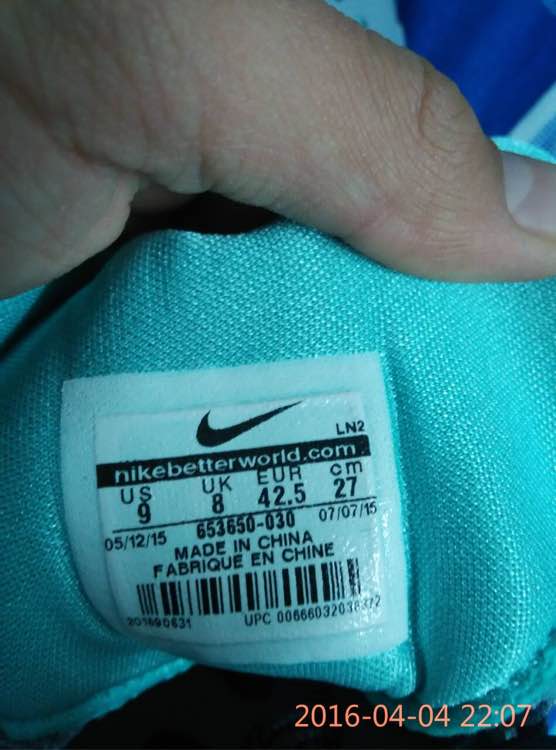 LN2
nikebetterworld.com
US UK EUR cm
9 8 42.5 27
653650-030
05/12/15 07/07/15
MADE IN CHINA
FABRIQUE EN CHINE
UPC
2016-04-04 22:07